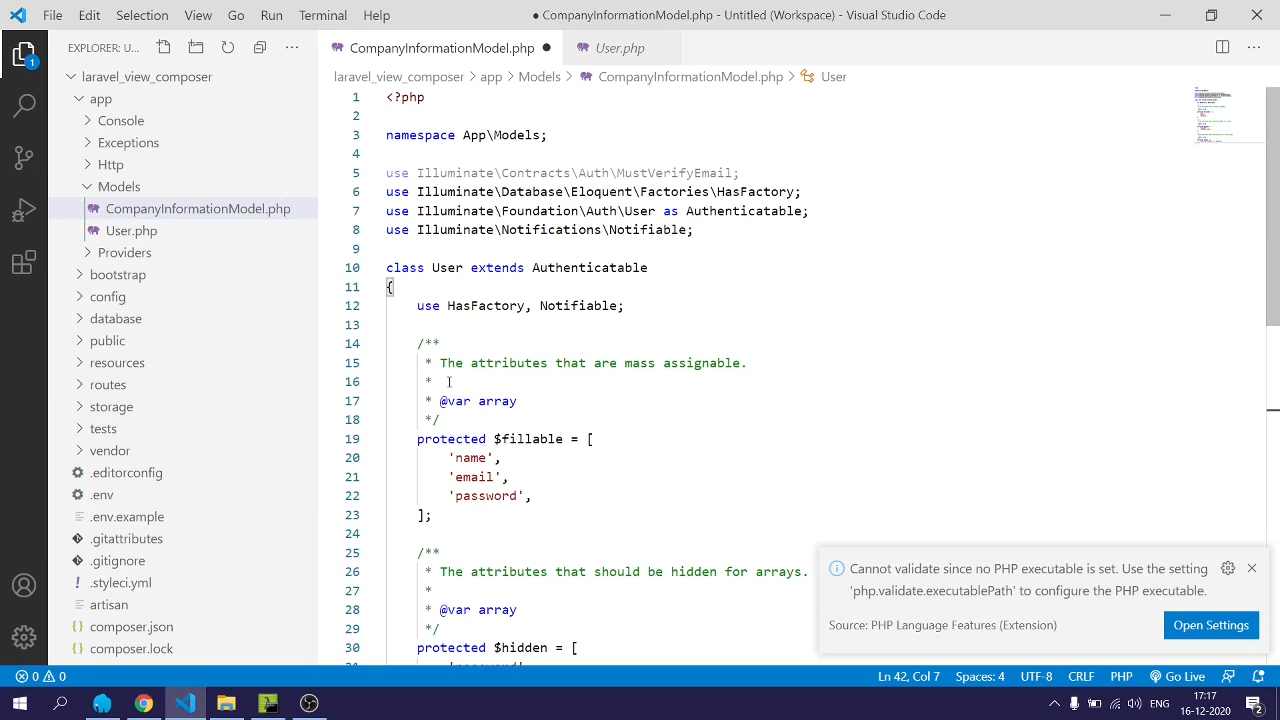 File Edit Selection View Go Run Terminal Help
● CompanyInformationModel.php - Untitled (Workspace) - Visual Studio Code
1
EXPLORER: U...
laravel_view_composer
app
Console
Exceptions
Http
Models
CompanyInformationModel.php
User.php
Providers
bootstrap
config
database
public
resources
routes
storage
tests
vendor
.editorconfig
.env
.env.example
.gitattributes
.gitignore
.styleci.yml
artisan
composer.json
composer.lock
CompanyInformationModel.php ● User.php
laravel_view_composer > app > Models > CompanyInformationModel.php > User
1 <?php
2
3 namespace App\Models;
4
5 use Illuminate\Contracts\Auth\MustVerifyEmail;
6 use Illuminate\Database\Eloquent\Factories\HasFactory;
7 use Illuminate\Foundation\Auth\User as Authenticatable;
8 use Illuminate\Notifications\Notifiable;
9
10 class User extends Authenticatable
11 {
12 use HasFactory, Notifiable;
13
14 /**
15 * The attributes that are mass assignable.
16 *
17 * @var array
18 */
19 protected $fillable = [
20 'name',
21 'email',
22 'password',
23 ];
24
25 /**
26 * The attributes that should be hidden for arrays.
27 *
28 * @var array
29 */
30 protected $hidden = [
Cannot validate since no PHP executable is set. Use the setting
'php.validate.executablePath' to configure the PHP executable.
Source: PHP Language Features (Extension) Open Settings
0 0 Ln 42, Col 7 Spaces: 4 UTF-8 CRLF PHP Go Live
ENG 17:17
16-12-2020 2